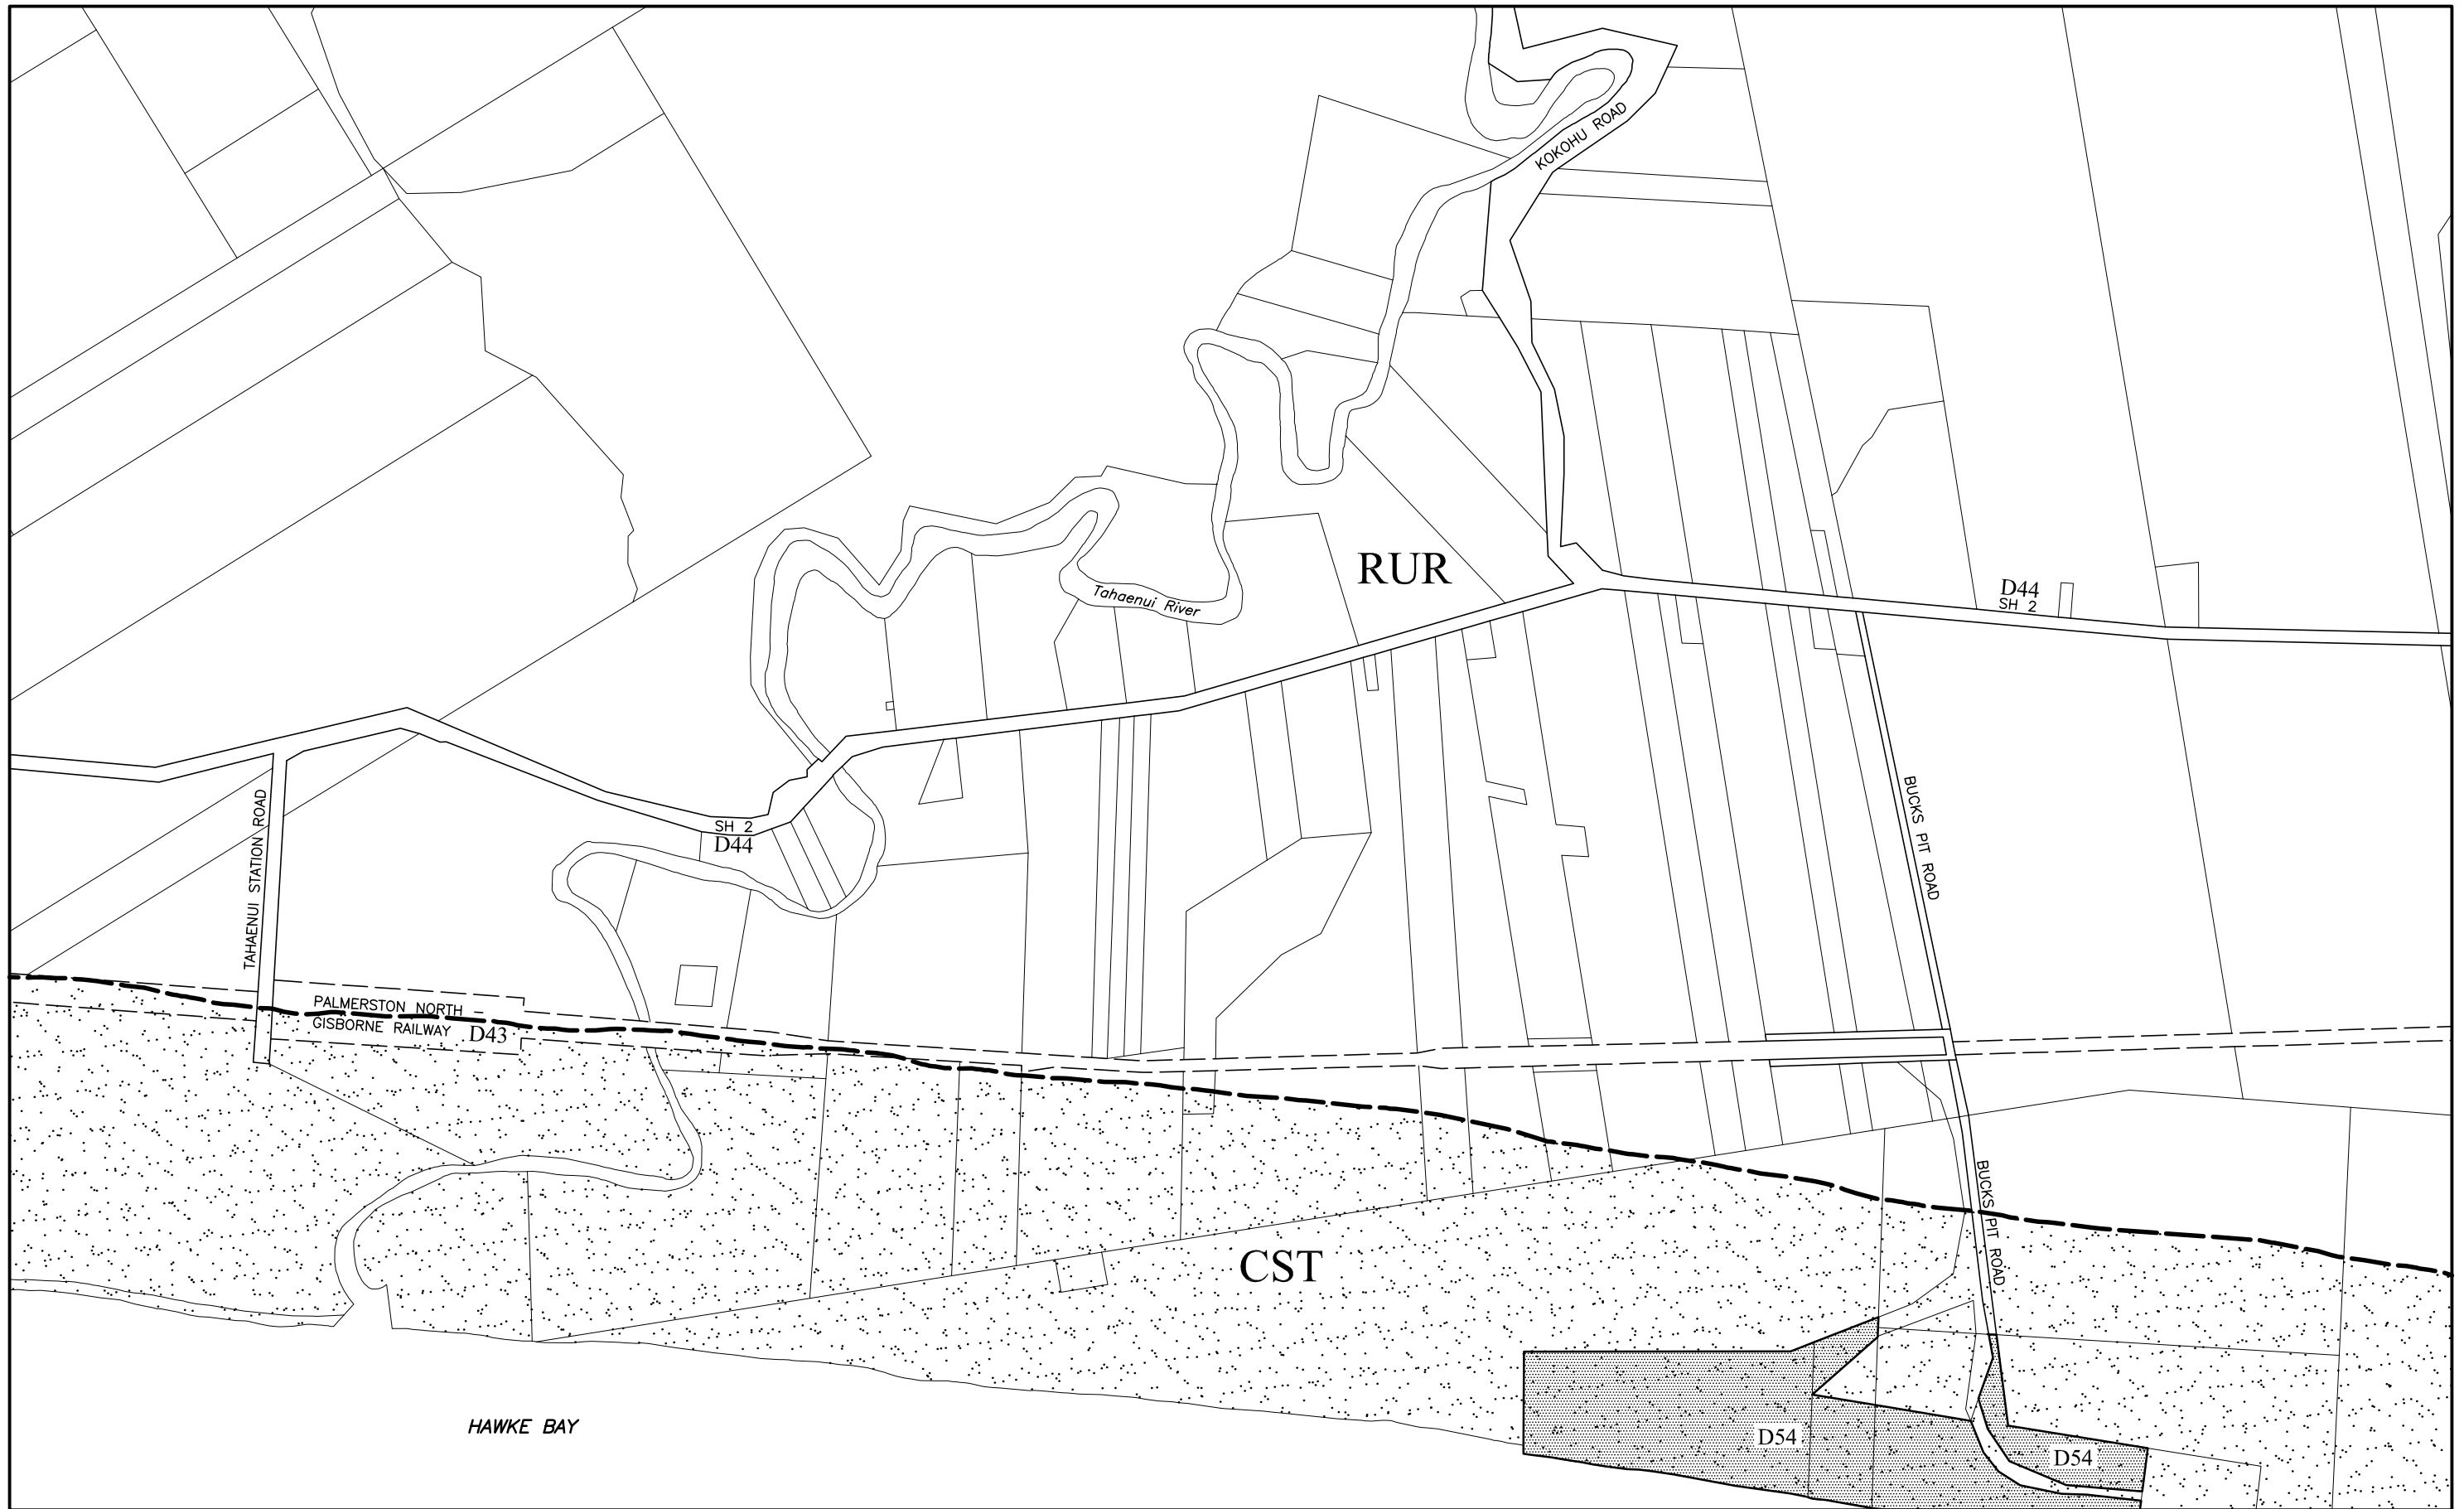 KOKOHU ROAD
RUR
Tahaenui River
D44
SH 2
BUCKS PIT ROAD
TAHAENUI STATION ROAD
SH 2
D44
PALMERSTON NORTH -
GISBORNE RAILWAY D43
BUCKS PIT ROAD
CST
HAWKE BAY
D54
D54